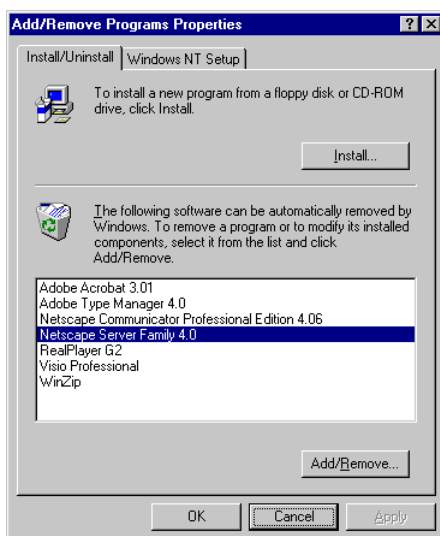 Add/Remove Programs Properties
Install/Uninstall
Windows NT Setup
To install a new program from a floppy disk or CD-ROM
drive, click Install.
Install...
The following software can be automatically removed by
Windows. To remove a program or to modify its installed
components, select it from the list and click
Add/Remove.
Adobe Acrobat 3.01
Adobe Type Manager 4.0
Netscape Communicator Professional Edition 4.06
Netscape Server Family 4.0
RealPlayer G2
Visio Professional
WinZip
Add/Remove...
OK
Cancel
Apply